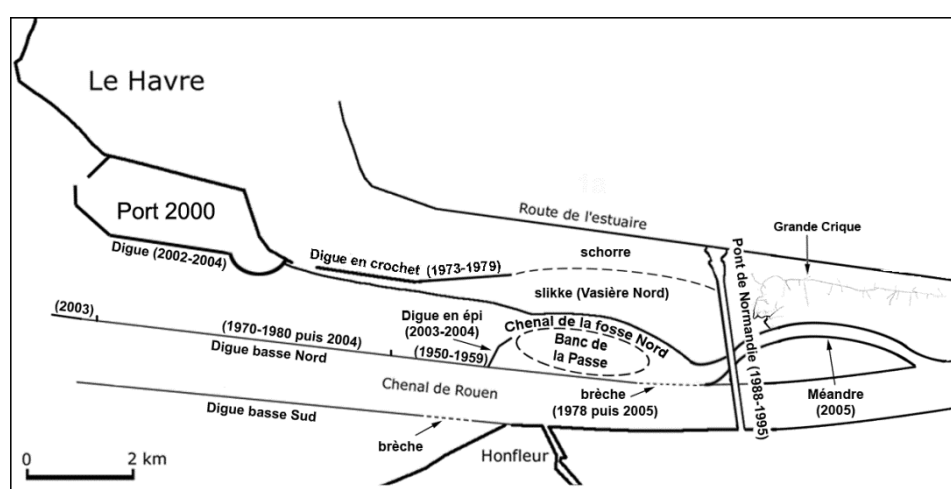 Le Havre
Port 2000
Digue (2002-2004)
Route de l'estuaire
Grande Crique
schorre
Digue en crochet (1973-1979)
slikke (Vasière Nord)
Pont de Normandie (1988-1995)
Digue en épi
(2003-2004)
Chenal de la fosse Nord
Banc de
la Passe
(2003)
(1970-1980 puis 2004)
Digue basse Nord
(1950-1959)
Chenal de Rouen
brèche
(1978 puis 2005)
Méandre
(2005)
Digue basse Sud
brèche
Honfleur
0 2 km